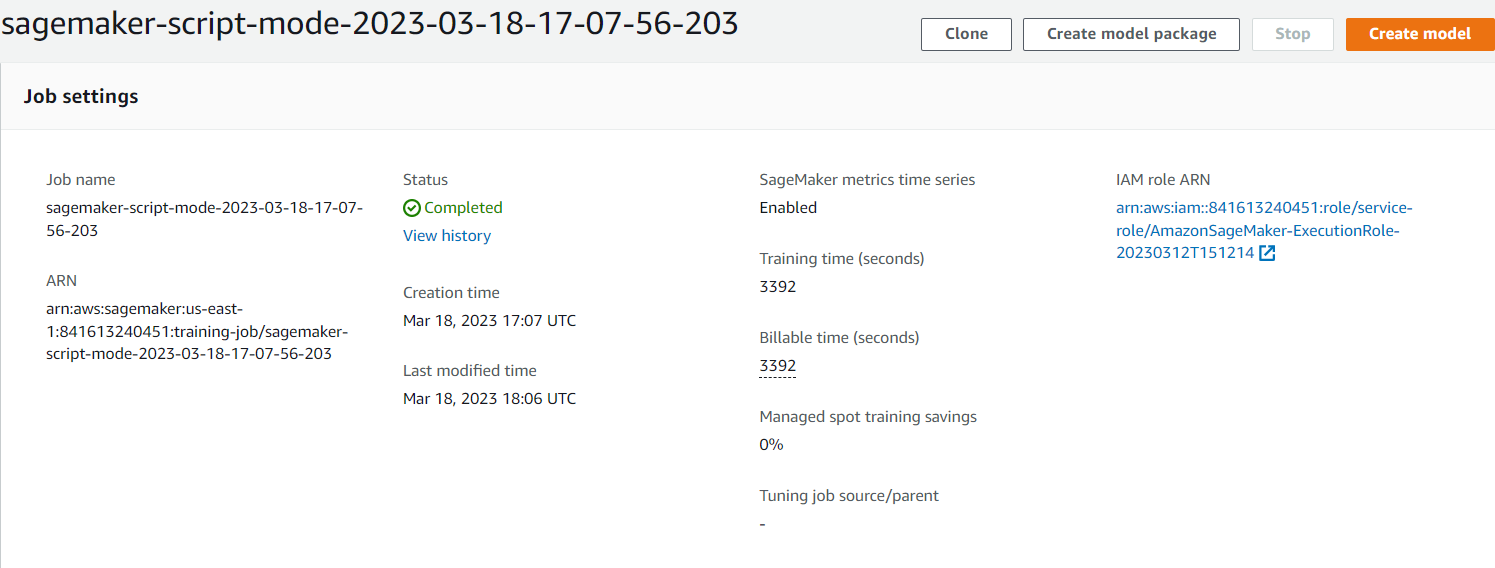 sagemaker-script-mode-2023-03-18-17-07-56-203
Clone
Create model package
Stop
Create model
Job settings
Job name
sagemaker-script-mode-2023-03-18-17-07-
56-203
ARN
arn:aws:sagemaker:us-east-
1:841613240451:training-job/sagemaker-
script-mode-2023-03-18-17-07-56-203
Status
Completed
View history
Creation time
Mar 18, 2023 17:07 UTC
Last modified time
Mar 18, 2023 18:06 UTC
SageMaker metrics time series
Enabled
Training time (seconds)
3392
Billable time (seconds)
3392
Managed spot training savings
0%
Tuning job source/parent
-
IAM role ARN
arn:aws:iam::841613240451:role/service-
role/AmazonSageMaker-ExecutionRole-
20230312T151214